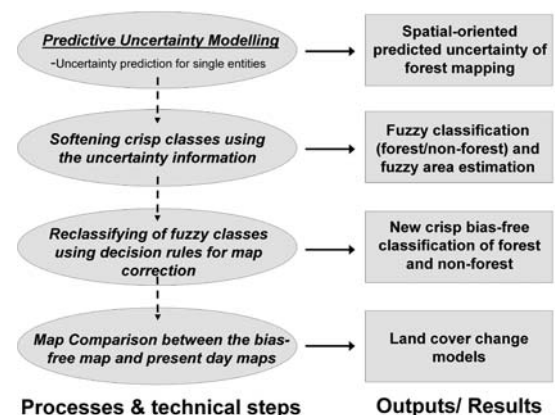 Predictive Uncertainty Modelling
-Uncertainty prediction for single entities
Spatial-oriented
predicted uncertainty of
forest mapping
Softening crisp classes using
the uncertainty information
Fuzzy classification
(forest/non-forest) and
fuzzy area estimation
Reclassifying of fuzzy classes
using decision rules for map
correction
New crisp bias-free
classification of forest
and non-forest
Map Comparison between the bias-
free map and present day maps
Land cover change
models
Processes & technical steps
Outputs/ Results